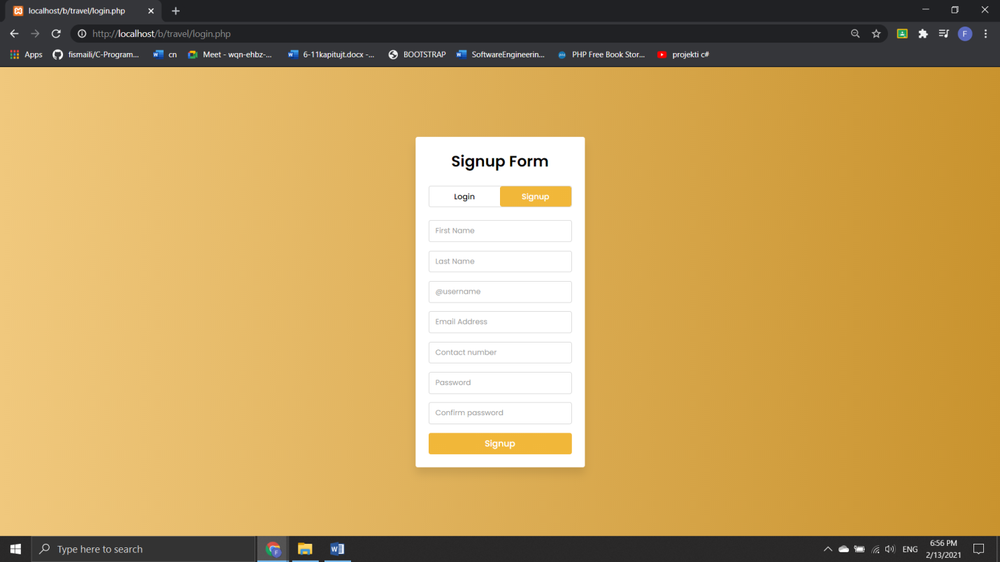 localhost/b/travel/login.php
http://localhost/b/travel/login.php
F
Apps fismaili/C-Program... cn Meet - wqn-ehbz-... 6-11kapitujt.docx -... BOOTSTRAP SoftwareEngineerin... PHP Free Book Stor... projekti c#
Signup Form
Login Signup
First Name
Last Name
@username
Email Address
Contact number
Password
Confirm password
Signup
Type here to search
ENG
6:56 PM
2/13/2021